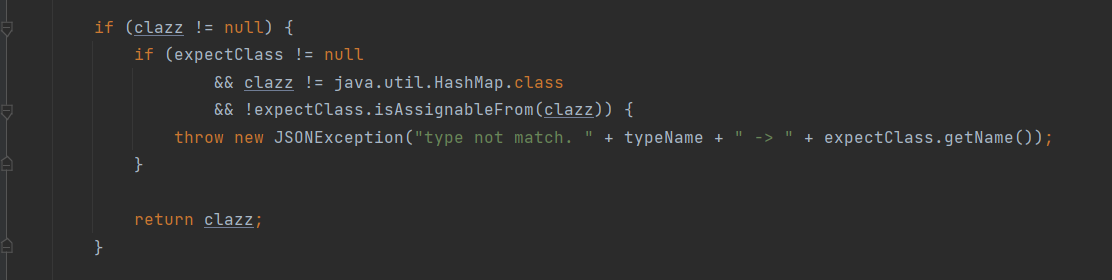 if (clazz != null) {
if (expectClass != null
&& clazz != java.util.HashMap.class
&& !expectClass.isAssignableFrom(clazz)) {
throw new JSONException("type not match. " + typeName + " -> " + expectClass.getName());
}
return clazz;
}